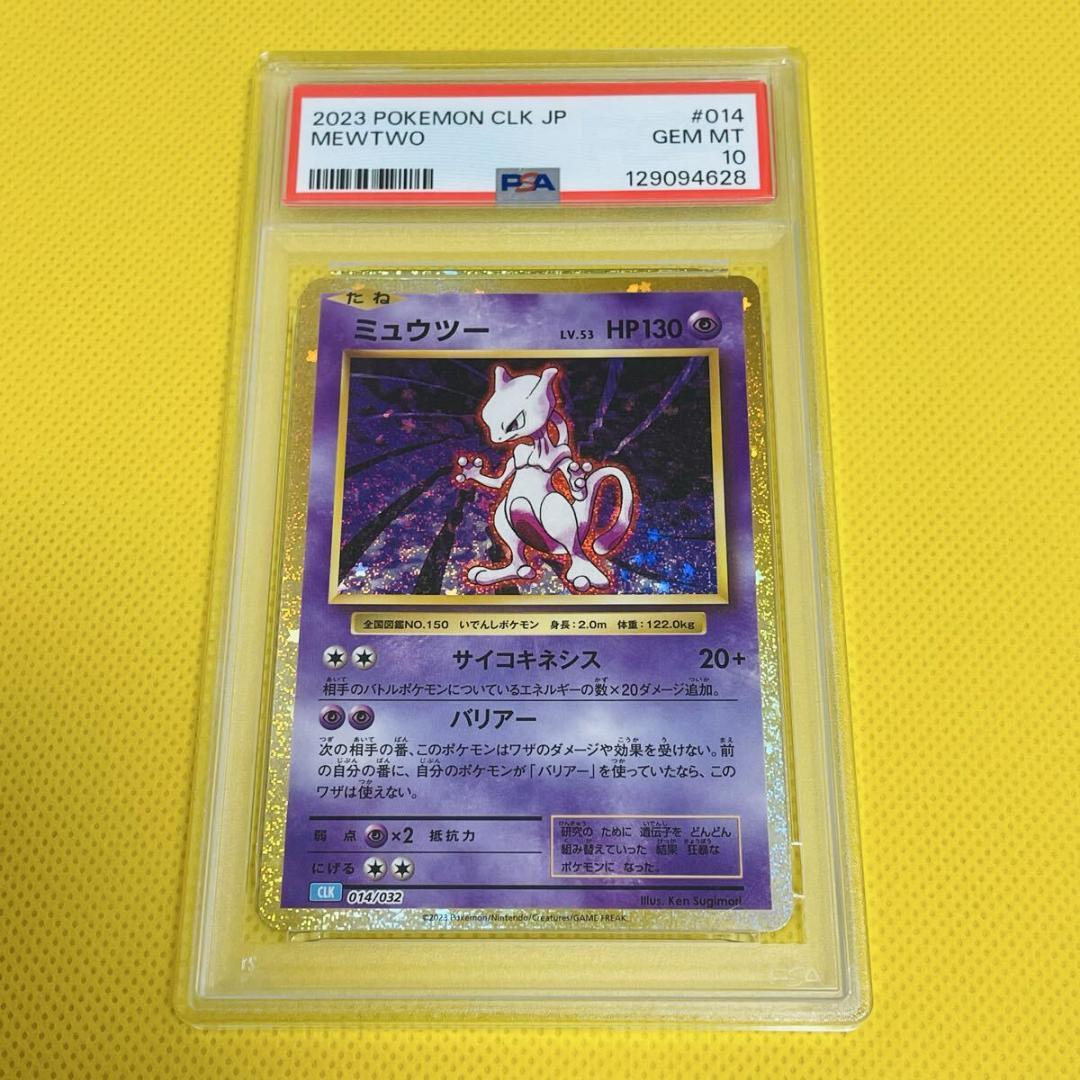 2023 POKEMON CLK JP #014
MEWTWO GEM MT
10
PSA 129094628
たね
ミュウツー LV.53 HP130
全国図鑑NO.150 いでんしポケモン 身長:2.0m 体重:122.0kg
サイコキネシス 20+
相手のバトルポケモンについているエネルギーの数×20ダメージ追加。
バリアー
次の相手の番、このポケモンはワザのダメージや効果を受けない。前
の自分の番に、自分のポケモンが「バリアー」を使っていたなら、この
ワザは使えない。
弱点 ×2 抵抗力
にげる
研究の ために 遺伝子を どんどん
組み替えていった 結果 狂暴な
ポケモンに なった。
CLK 014/032
Illus. Ken Sugimori
©2023 Pokémon/Nintendo/Creatures/GAME FREAK